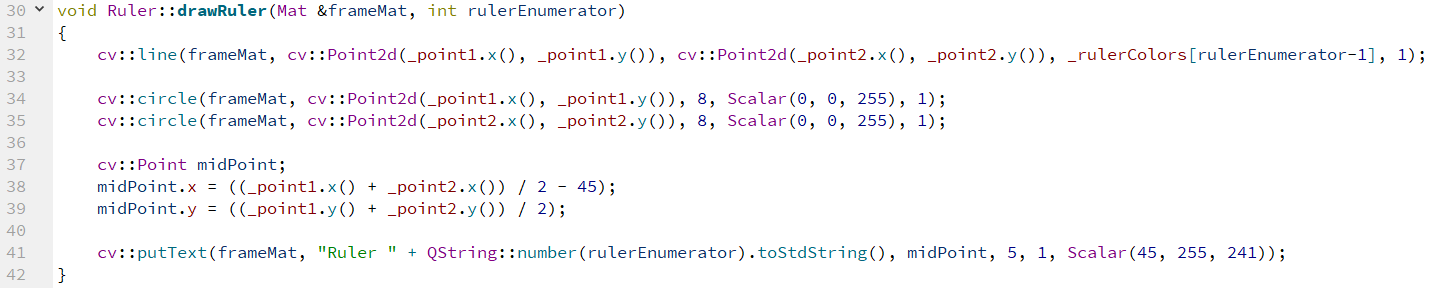 30 void Ruler::drawRuler(Mat &frameMat, int rulerEnumerator)
31 {
32     cv::line(frameMat, cv::Point2d(_point1.x(), _point1.y()), cv::Point2d(_point2.x(), _point2.y()), _rulerColors[rulerEnumerator-1], 1);
33
34     cv::circle(frameMat, cv::Point2d(_point1.x(), _point1.y()), 8, Scalar(0, 0, 255), 1);
35     cv::circle(frameMat, cv::Point2d(_point2.x(), _point2.y()), 8, Scalar(0, 0, 255), 1);
36
37     cv::Point midPoint;
38     midPoint.x = ((_point1.x() + _point2.x()) / 2 - 45);
39     midPoint.y = ((_point1.y() + _point2.y()) / 2);
40
41     cv::putText(frameMat, "Ruler " + QString::number(rulerEnumerator).toStdString(), midPoint, 5, 1, Scalar(45, 255, 241));
42 }